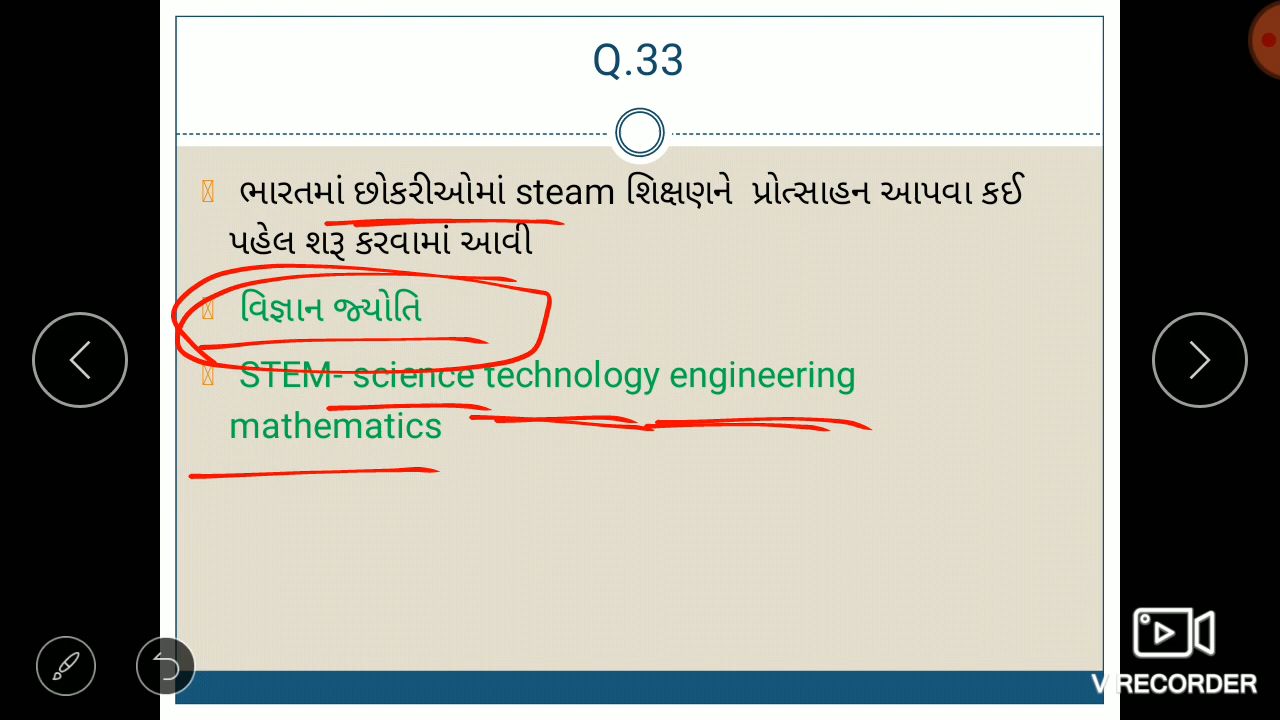 Q.33
ભારતમાં છોકરીઓમાં steam શિક્ષણને પ્રોત્સાહન આપવા કઈ
પહેલ શરૂ કરવામાં આવી
વિજ્ઞાન જ્યોતિ
STEM- science technology engineering
mathematics
V RECORDER